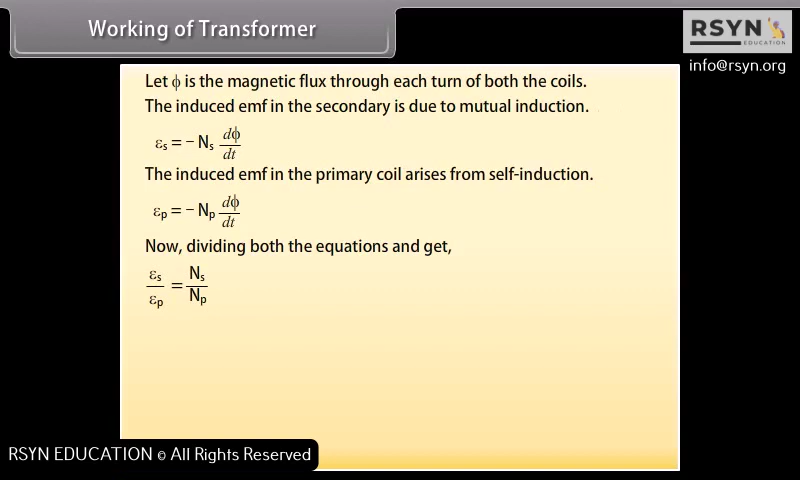 Working of Transformer
RSYN
EDUCATION
info@rsyn.org
Let ϕ is the magnetic flux through each turn of both the coils.
The induced emf in the secondary is due to mutual induction.
εs = − Ns dϕ/dt
The induced emf in the primary coil arises from self-induction.
εp = − Np dϕ/dt
Now, dividing both the equations and get,
εs/εp = Ns/Np
RSYN EDUCATION © All Rights Reserved